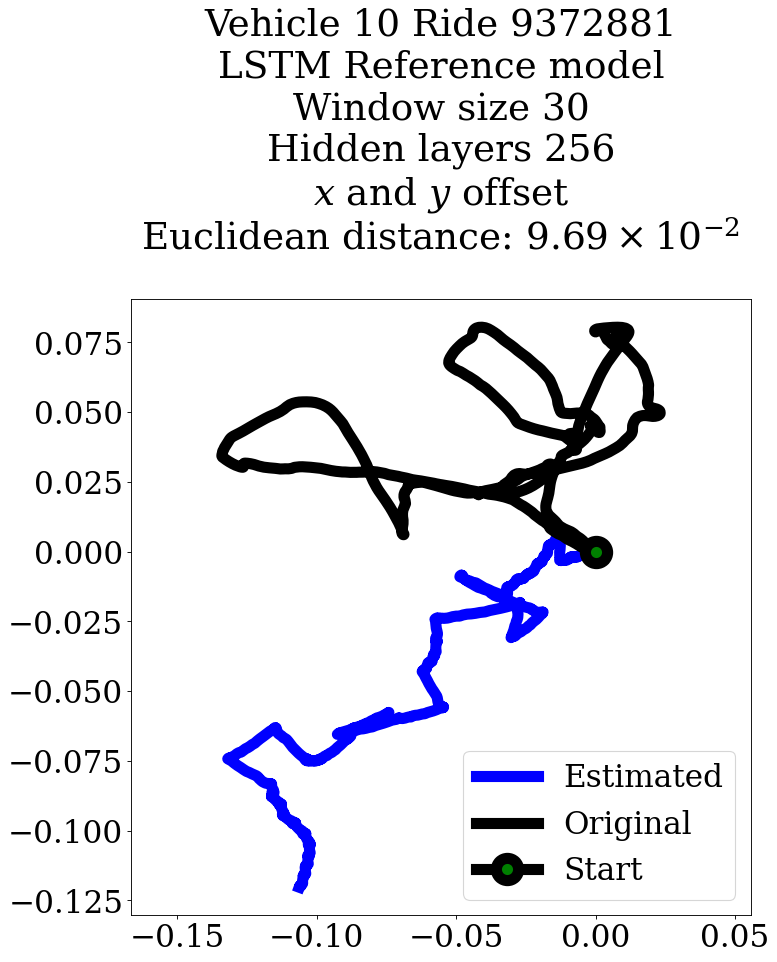 Vehicle 10 Ride 9372881
LSTM Reference model
Window size 30
Hidden layers 256
x and y offset
Euclidean distance: 9.69 × 10⁻²
0.075
0.050
0.025
0.000
−0.025
−0.050
−0.075
−0.100
−0.125
Estimated
Original
Start
−0.15 −0.10 −0.05 0.00 0.05